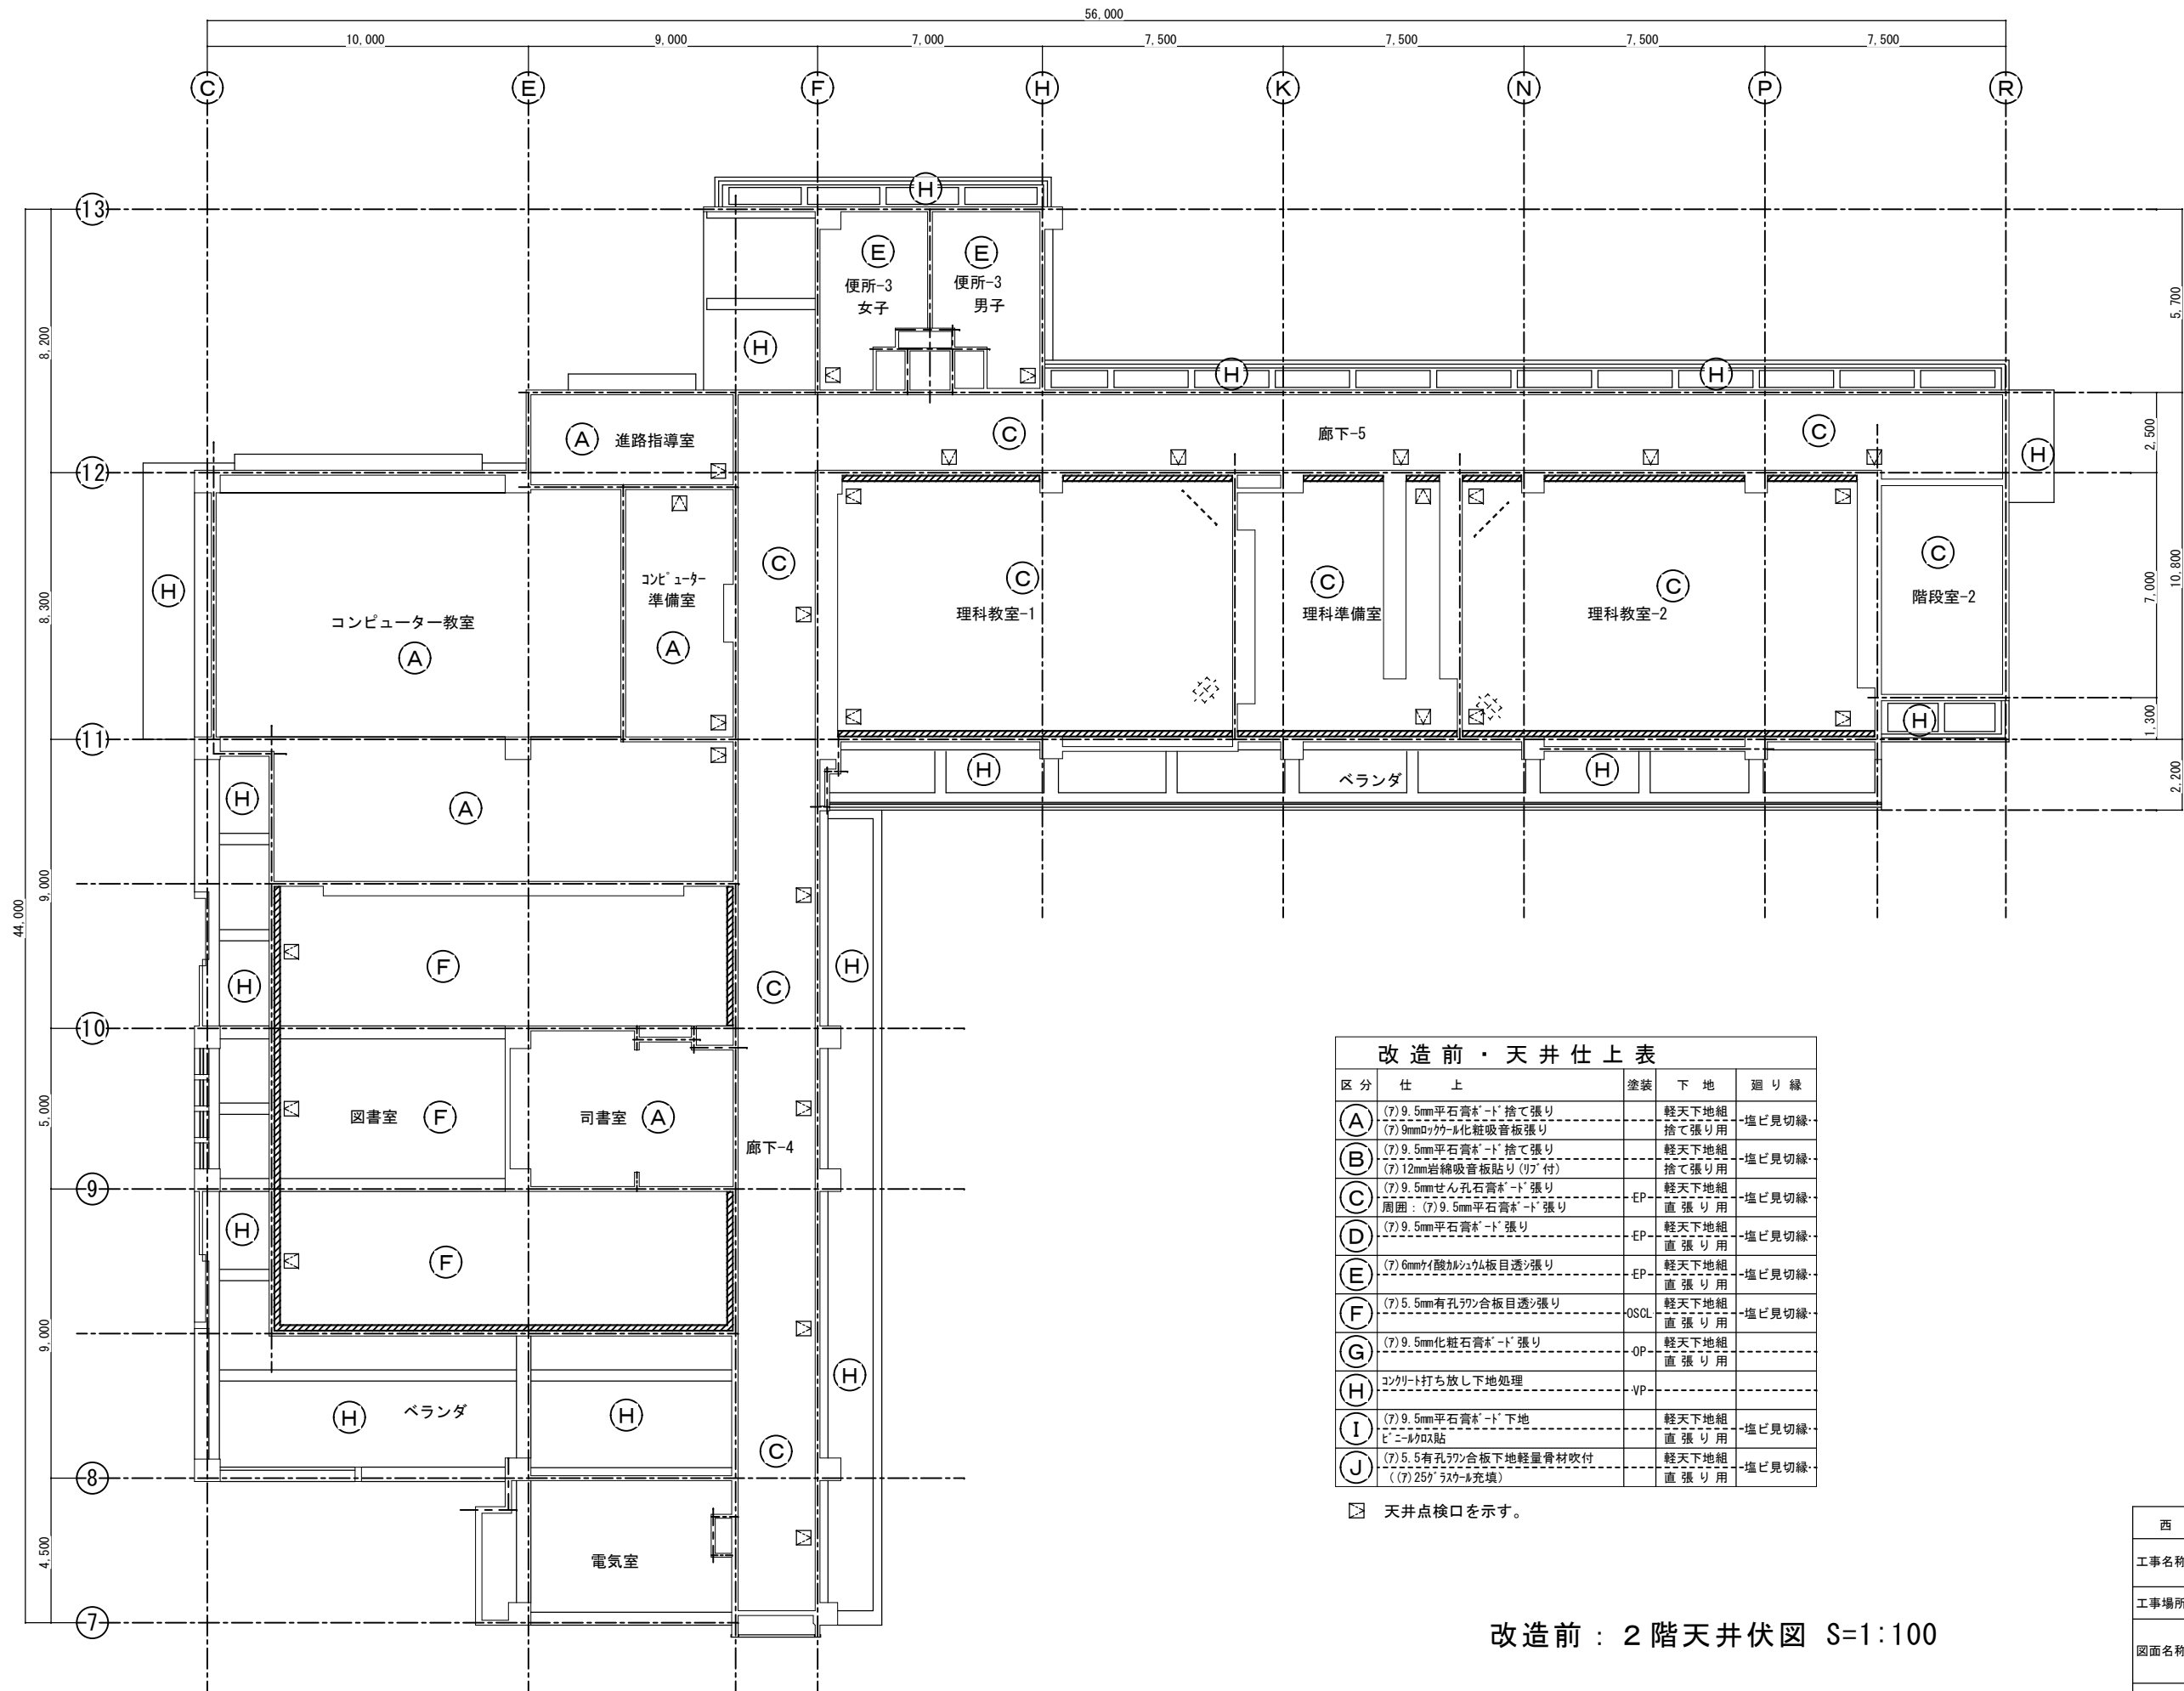 56,000
10,000
9,000
7,000
7,500
7,500
7,500
7,500
C
E
F
H
K
N
P
R
13
12
11
10
9
8
7
44,000
8,200
8,300
9,000
5,000
9,000
4,500
5,700
2,500
10,800
7,000
1,300
2,200
H
E
便所-3
女子
E
便所-3
男子
H
H
H
A 進路指導室
C
廊下-5
C
H
H
コンピューター教室
A
コンピューター
準備室
A
C
C
理科教室-1
C
理科準備室
C
理科教室-2
C
階段室-2
H
H
A
H
ベランダ
H
H
F
C
H
図書室 F
司書室 A
廊下-4
H
F
H
H ベランダ
H
C
電気室
改造前・天井仕上表
区分 仕 上 塗装 下 地 廻り縁
A (ｱ)9.5mm平石膏ﾎﾞｰﾄﾞ捨て張り 軽天下地組 塩ビ見切縁
(ｱ)9mmﾛｯｸｳｰﾙ化粧吸音板張り 捨て張り用
B (ｱ)9.5mm平石膏ﾎﾞｰﾄﾞ捨て張り 軽天下地組 塩ビ見切縁
(ｱ)12mm岩綿吸音板貼り(ﾘﾌﾞ付) 捨て張り用
C (ｱ)9.5mmせん孔石膏ﾎﾞｰﾄﾞ張り EP 軽天下地組 塩ビ見切縁
周囲：(ｱ)9.5mm平石膏ﾎﾞｰﾄﾞ張り 直張り用
D (ｱ)9.5mm平石膏ﾎﾞｰﾄﾞ張り EP 軽天下地組 塩ビ見切縁
直張り用
E (ｱ)6mmｹｲ酸ｶﾙｼｭｳﾑ板目透ｼ張り EP 軽天下地組 塩ビ見切縁
直張り用
F (ｱ)5.5mm有孔ﾗﾜﾝ合板目透ｼ張り OSCL 軽天下地組 塩ビ見切縁
直張り用
G (ｱ)9.5mm化粧石膏ﾎﾞｰﾄﾞ張り OP 軽天下地組
直張り用
H ｺﾝｸﾘｰﾄ打ち放し下地処理 VP
I (ｱ)9.5mm平石膏ﾎﾞｰﾄﾞ下地 軽天下地組 塩ビ見切縁
ﾋﾞﾆｰﾙｸﾛｽ貼 直張り用
J (ｱ)5.5有孔ﾗﾜﾝ合板下地軽量骨材吹付 軽天下地組 塩ビ見切縁
((ｱ)25ｸﾞﾗｽｳｰﾙ充填) 直張り用
天井点検口を示す。
改造前：２階天井伏図 S=1:100
西
工事名称
工事場所
図面名称